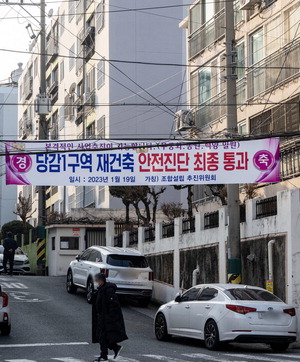 경 당감1구역 재건축 안전진단 최종 통과 축
일시 : 2023년 1월 19일 가칭) 조합설립 추진위원회